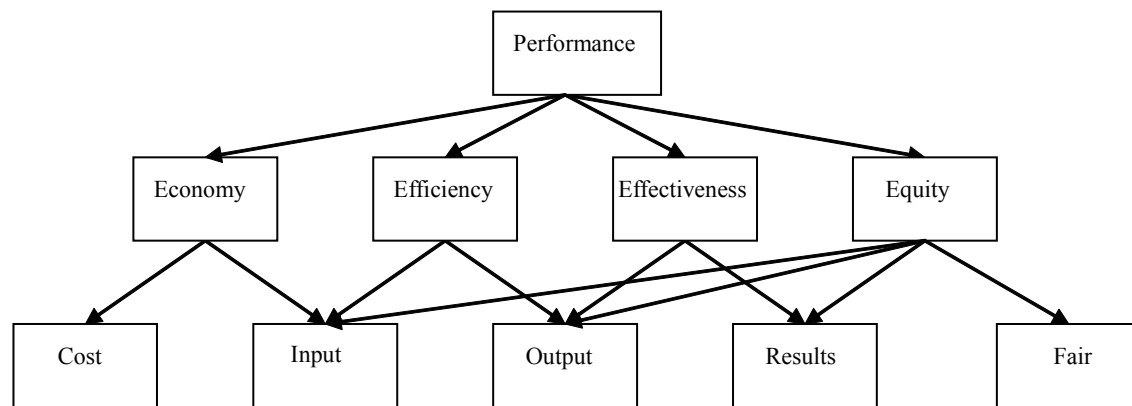 Performance
Economy
Efficiency
Effectiveness
Equity
Cost
Input
Output
Results
Fair